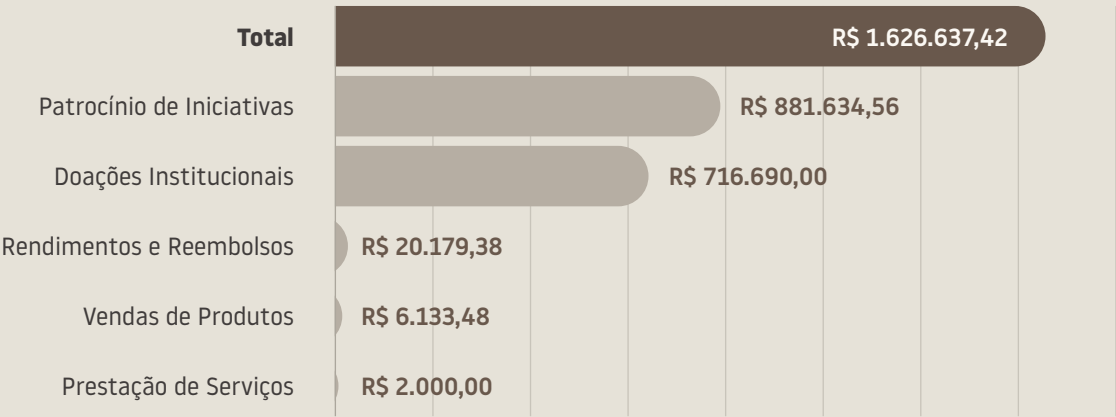 Total R$ 1.626.637,42
Patrocínio de Iniciativas R$ 881.634,56
Doações Institucionais R$ 716.690,00
Rendimentos e Reembolsos R$ 20.179,38
Vendas de Produtos R$ 6.133,48
Prestação de Serviços R$ 2.000,00